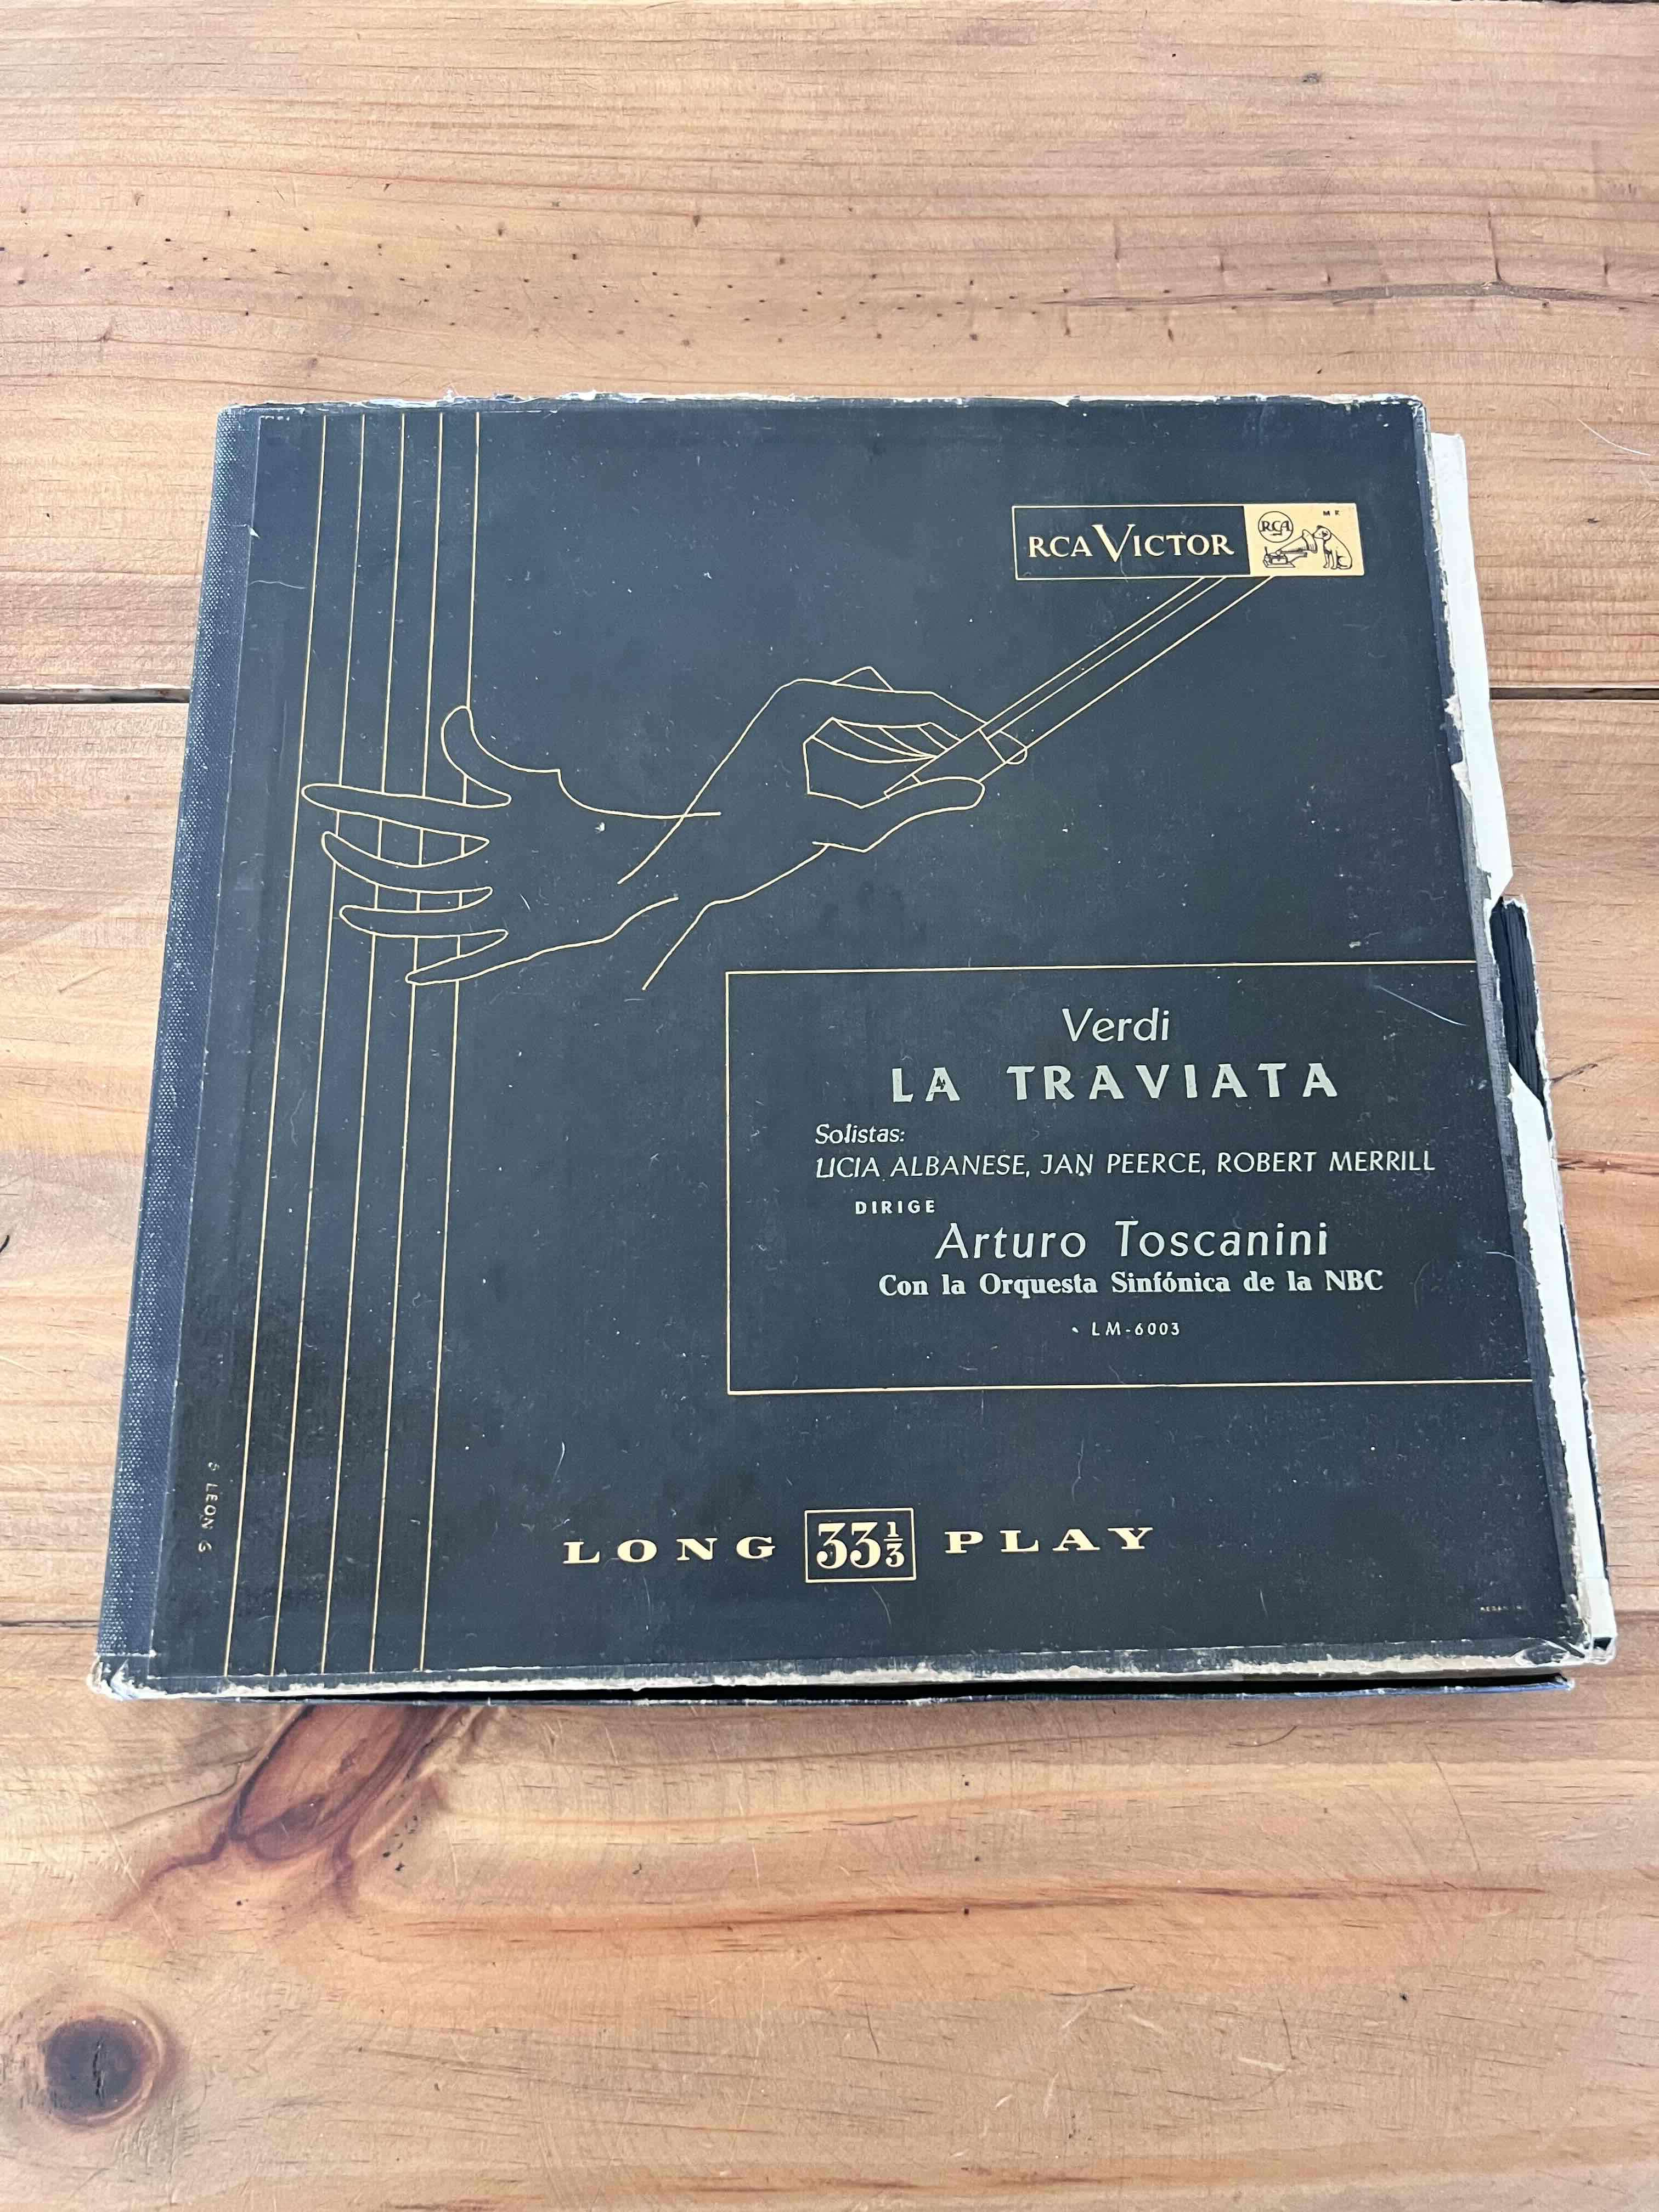 RCA VICTOR
RCA
M R
Verdi
LA TRAVIATA
Solistas:
LICIA ALBANESE, JAN PEERCE, ROBERT MERRILL
DIRIGE
Arturo Toscanini
Con la Orquesta Sinfónica de la NBC
LM-6003
LONG 33⅓ PLAY
LEON G